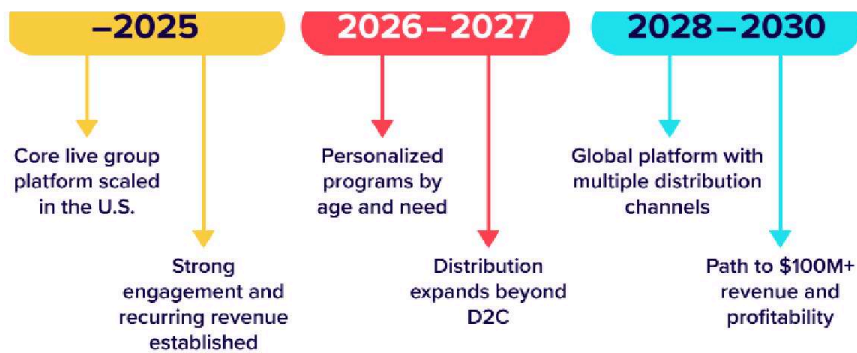 –2025
2026–2027
2028–2030
Core live group
platform scaled
in the U.S.
Strong
engagement and
recurring revenue
established
Personalized
programs by
age and need
Distribution
expands beyond
D2C
Global platform with
multiple distribution
channels
Path to $100M+
revenue and
profitability